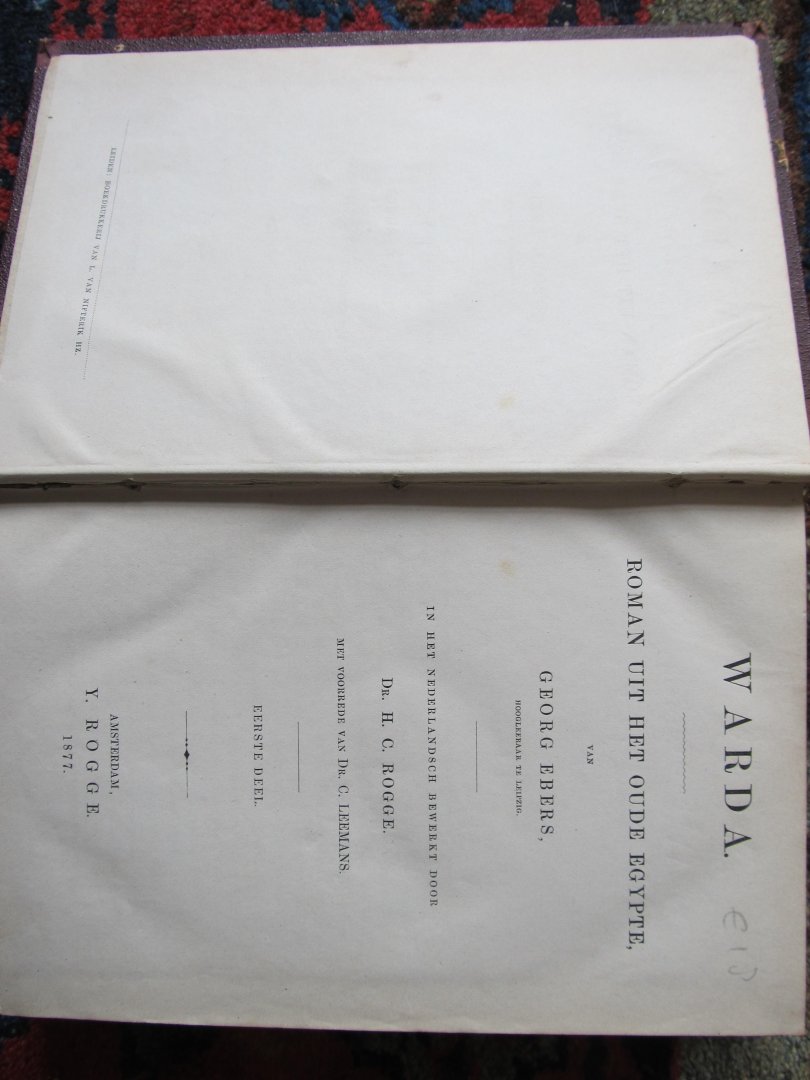 LEIDEN: BOEKDRUKKERIJ VAN L. VAN NIFTERIK HZ.
WARDA.
ROMAN UIT HET OUDE EGYPTE,
VAN
GEORG EBERS,
HOOGLEERAAR TE LEIPZIG.
IN HET NEDERLANDSCH BEWERKT DOOR
DR. H. C. ROGGE.
MET VOORREDE VAN DR. C. LEEMANS.
EERSTE DEEL.
AMSTERDAM,
Y. ROGGE.
1877.